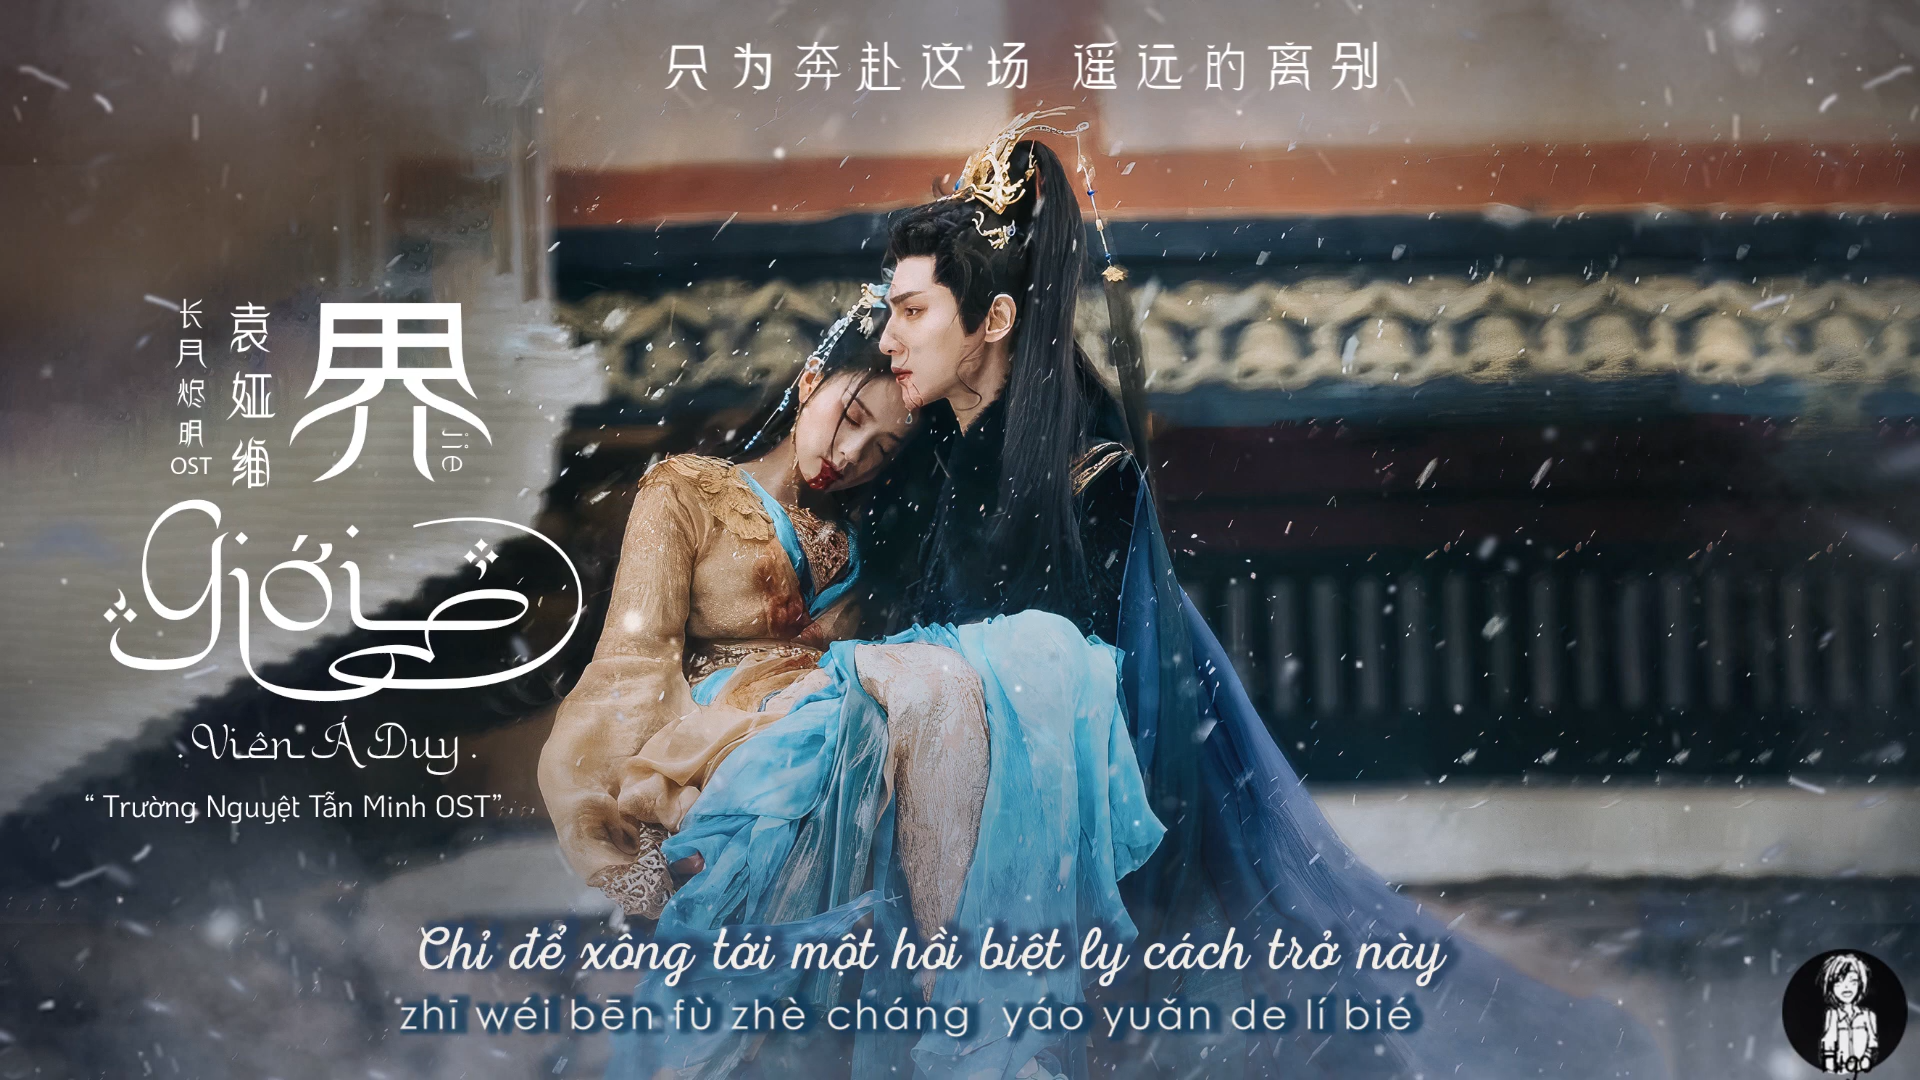 只为奔赴这场 遥远的离别
长月烬明OST
袁娅维
界
jie
Giới
.Viên Á Duy.
“ Trường Nguyệt Tẫn Minh OST”
Chỉ để xông tới một hồi biệt ly cách trở này
zhī wéi bēn fù zhè cháng yáo yuǎn de lí bié
Higo